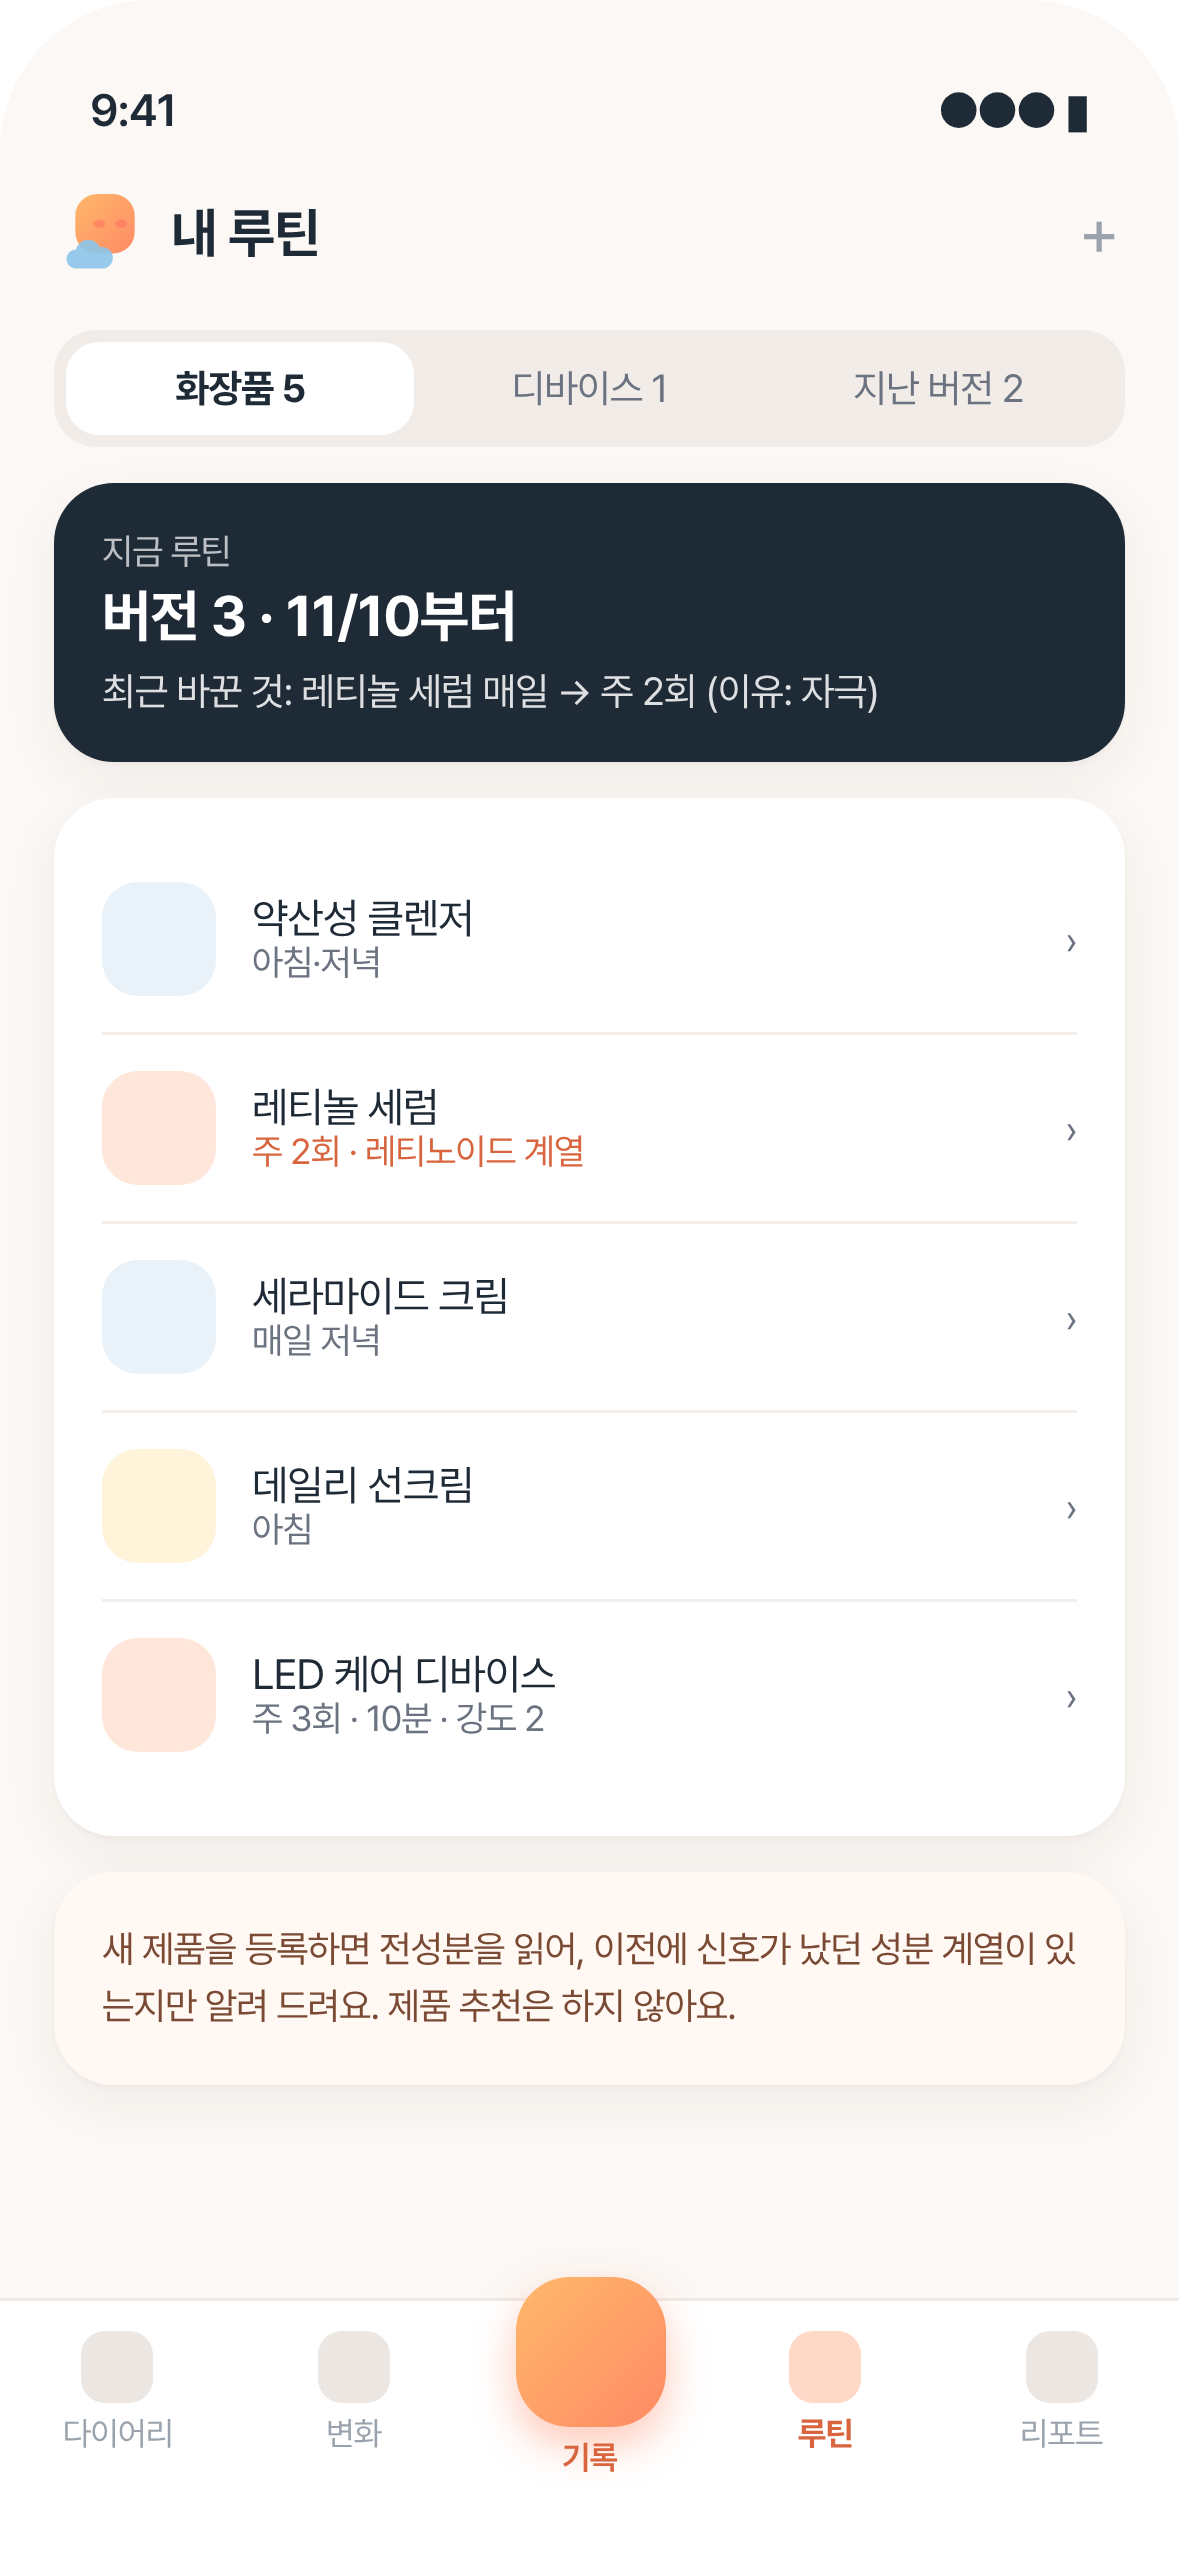 9:41
내 루틴
+
화장품 5
디바이스 1
지난 버전 2
지금 루틴
버전 3 · 11/10부터
최근 바꾼 것: 레티놀 세럼 매일 → 주 2회 (이유: 자극)
약산성 클렌저
아침·저녁
›
레티놀 세럼
주 2회 · 레티노이드 계열
›
세라마이드 크림
매일 저녁
›
데일리 선크림
아침
›
LED 케어 디바이스
주 3회 · 10분 · 강도 2
›
새 제품을 등록하면 전성분을 읽어, 이전에 신호가 났던 성분 계열이 있
는지만 알려 드려요. 제품 추천은 하지 않아요.
다이어리
변화
기록
루틴
리포트